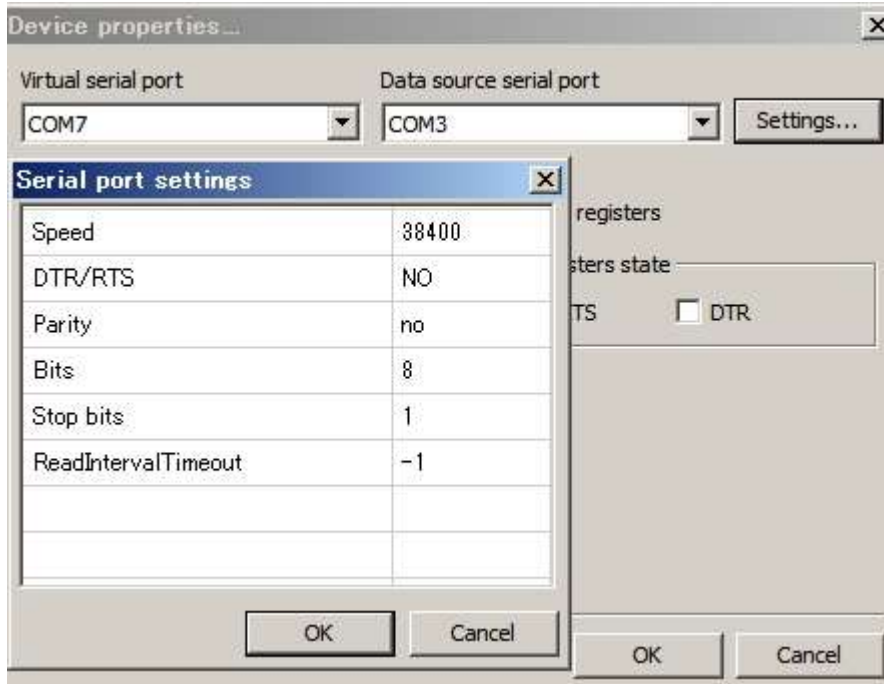 Device properties...
Virtual serial port
Data source serial port
COM7
COM3
Settings...
Serial port settings
Speed 38400
DTR/RTS NO
Parity no
Bits 8
Stop bits 1
ReadIntervalTimeout -1
OK Cancel
registers
sters state
TS
DTR
OK Cancel